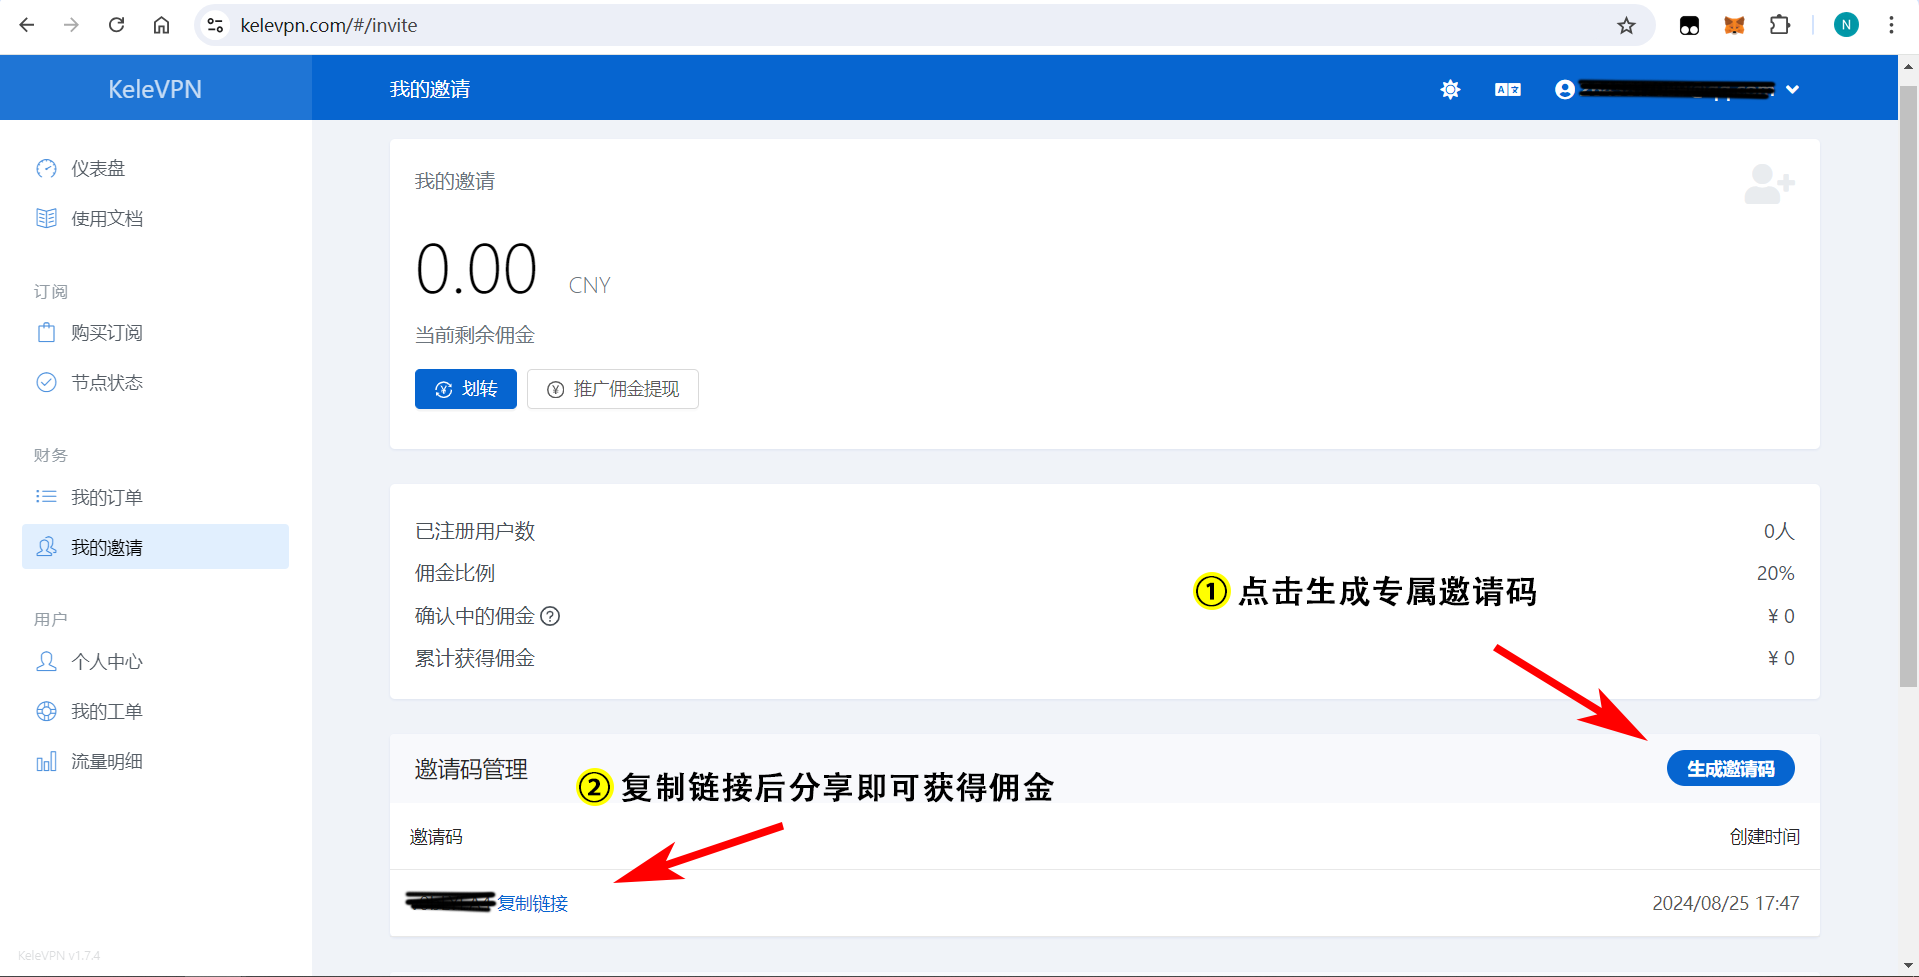 kelevpn.com/#/invite
N
KeleVPN
我的邀请
仪表盘
使用文档
订阅
购买订阅
节点状态
财务
我的订单
我的邀请
用户
个人中心
我的工单
流量明细
KeleVPN v1.7.4
我的邀请
0.00 CNY
当前剩余佣金
划转
推广佣金提现
已注册用户数 0人
佣金比例 20%
确认中的佣金 ¥ 0
累计获得佣金 ¥ 0
① 点击生成专属邀请码
邀请码管理
生成邀请码
② 复制链接后分享即可获得佣金
邀请码 创建时间
复制链接 2024/08/25 17:47